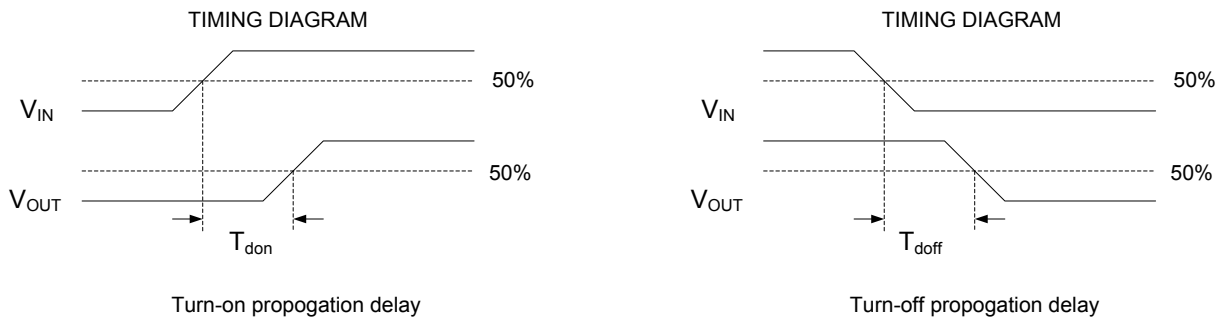 TIMING DIAGRAM
50%
VIN
50%
VOUT
Tdon
Turn-on propogation delay
TIMING DIAGRAM
50%
VIN
50%
VOUT
Tdoff
Turn-off propogation delay